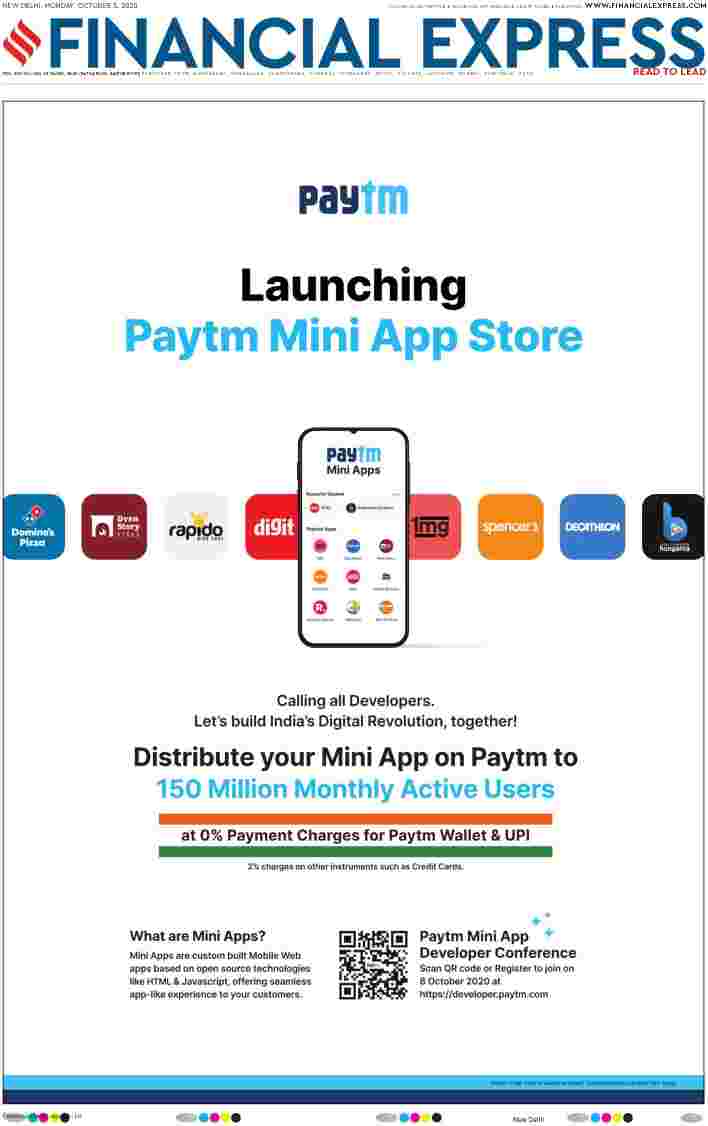 NEW DELHI, MONDAY, OCTOBER 5, 2020
WWW.FINANCIALEXPRESS.COM
FINANCIAL EXPRESS
READ TO LEAD
paytm
Launching
Paytm Mini App Store
paytm
Mini Apps
Domino's
Pizza
Oven
Story
PIZZA
rapido
BIKE TAXI
digit
1mg
spencer's
DECATHLON
hungama
Calling all Developers.
Let's build India's Digital Revolution, together!
Distribute your Mini App on Paytm to
150 Million Monthly Active Users
at 0% Payment Charges for Paytm Wallet & UPI
2% charges on other instruments such as Credit Cards.
What are Mini Apps?
Mini Apps are custom built Mobile Web
apps based on open source technologies
like HTML & Javascript, offering seamless
app-like experience to your customers.
Paytm Mini App
Developer Conference
Scan QR code or Register to join on
8 October 2020 at
https://developer.paytm.com
New Delhi